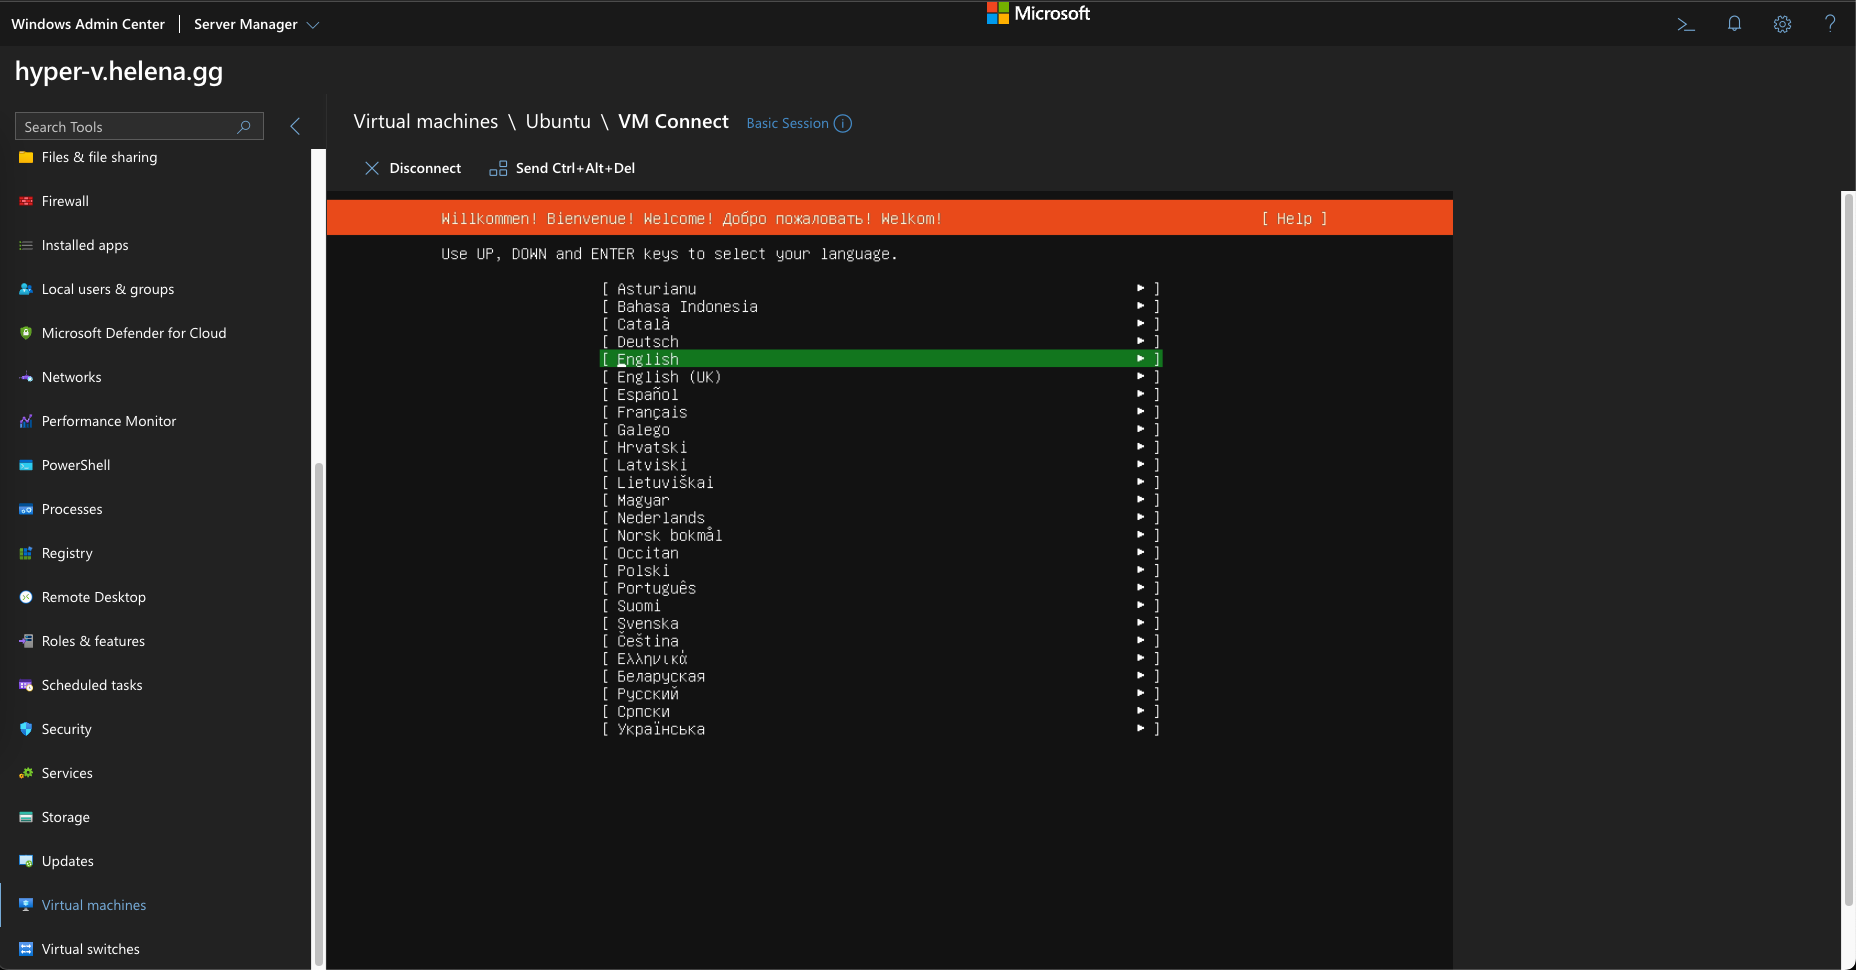 Windows Admin Center | Server Manager
Microsoft
hyper-v.helena.gg
Search Tools
Files & file sharing
Firewall
Installed apps
Local users & groups
Microsoft Defender for Cloud
Networks
Performance Monitor
PowerShell
Processes
Registry
Remote Desktop
Roles & features
Scheduled tasks
Security
Services
Storage
Updates
Virtual machines
Virtual switches
Virtual machines \ Ubuntu \ VM Connect Basic Session
Disconnect Send Ctrl+Alt+Del
Willkommen! Bienvenue! Welcome! Добро пожаловать! Welkom! [ Help ]
Use UP, DOWN and ENTER keys to select your language.
[ Asturianu ► ]
[ Bahasa Indonesia ► ]
[ Català ► ]
[ Deutsch ► ]
[ English ► ]
[ English (UK) ► ]
[ Español ► ]
[ Français ► ]
[ Galego ► ]
[ Hrvatski ► ]
[ Latviski ► ]
[ Lietuviškai ► ]
[ Magyar ► ]
[ Nederlands ► ]
[ Norsk bokmål ► ]
[ Occitan ► ]
[ Polski ► ]
[ Português ► ]
[ Suomi ► ]
[ Svenska ► ]
[ Čeština ► ]
[ Ελληνικά ► ]
[ Беларуская ► ]
[ Русский ► ]
[ Српски ► ]
[ Українська ► ]